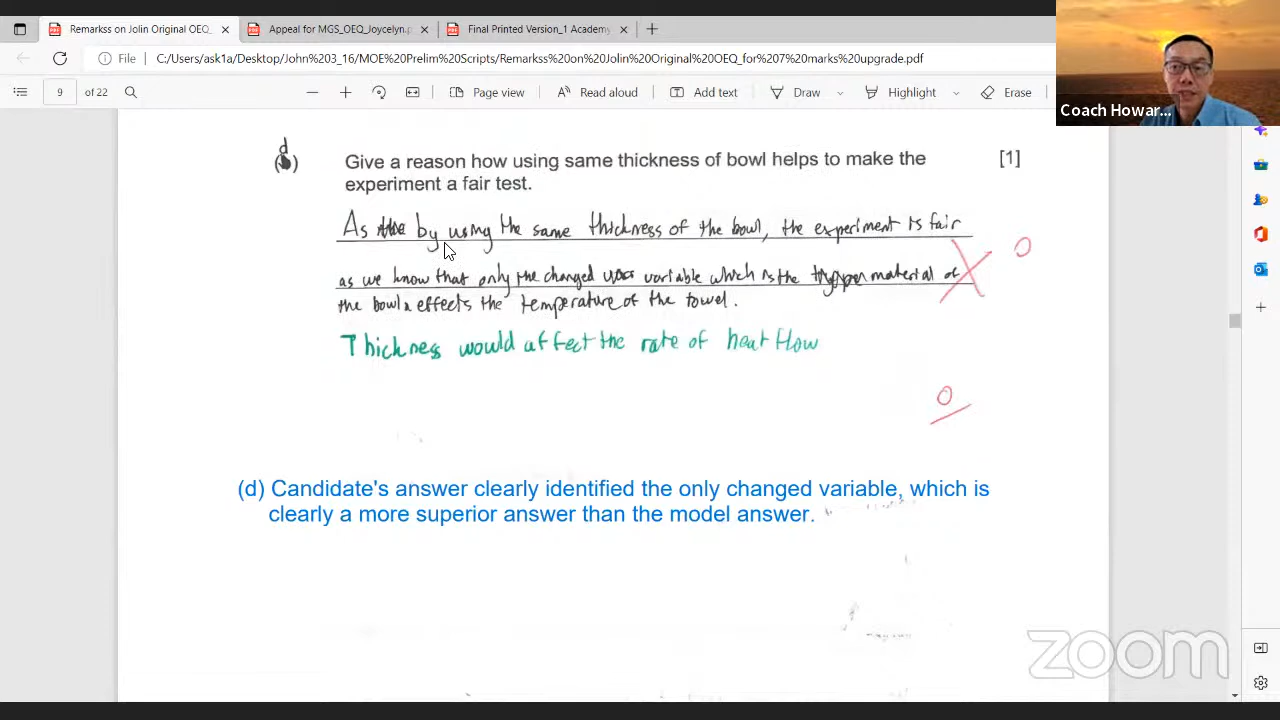 Remarkss on Jolin Original OEQ_
Appeal for MGS_OEQ_Joycelyn.p
Final Printed Version_1 Academy
File C:/Users/ask1a/Desktop/John%203_16/MOE%20Prelim%20Scripts/Remarkss%20on%20Jolin%20Original%20OEQ_for%207%20marks%20upgrade.pdf
9 of 22 Page view Read aloud Add text Draw Highlight Erase
Coach Howar...
d
(b) Give a reason how using same thickness of bowl helps to make the [1]
experiment a fair test.
As the by using the same thickness of the bowl, the experiment is fair
0
as we know that only the changed variable which is the material of
the bowl effects the temperature of the towel.
Thickness would affect the rate of heat flow
0
(d) Candidate's answer clearly identified the only changed variable, which is
clearly a more superior answer than the model answer.
zoom